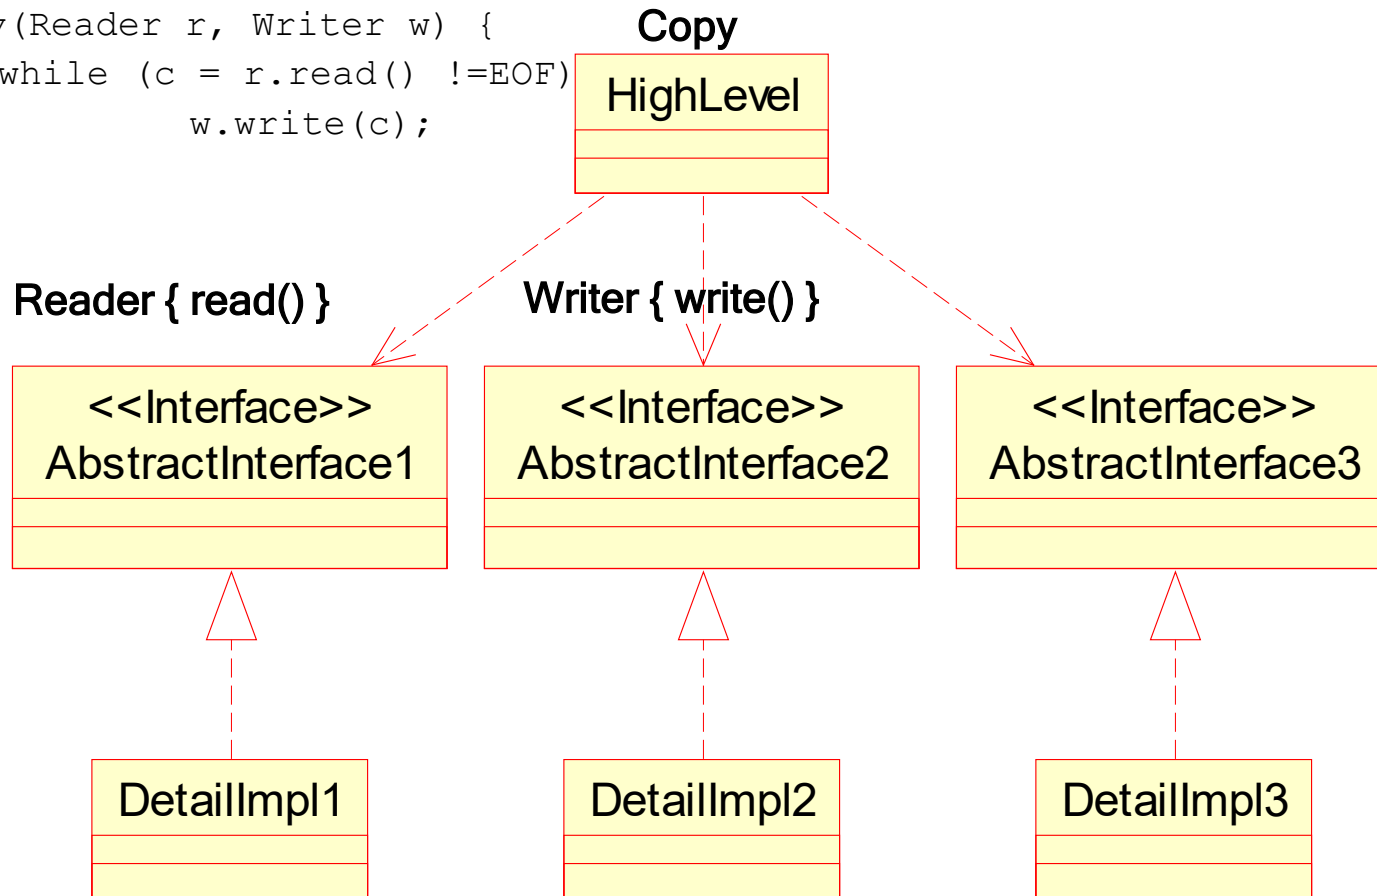 (Reader r, Writer w) {
while (c = r.read() !=EOF)
w.write(c);
Copy
HighLevel
Reader { read() }
Writer { write() }
<<Interface>>
AbstractInterface1
<<Interface>>
AbstractInterface2
<<Interface>>
AbstractInterface3
DetailImpl1
DetailImpl2
DetailImpl3